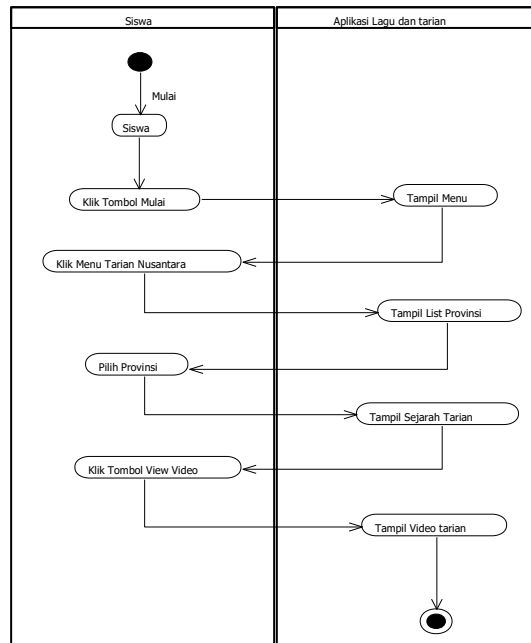 Siswa
Aplikasi Lagu dan tarian
Mulai
Siswa
Klik Tombol Mulai
Tampil Menu
Klik Menu Tarian Nusantara
Tampil List Provinsi
Pilih Provinsi
Tampil Sejarah Tarian
Klik Tombol View Video
Tampil Video tarian